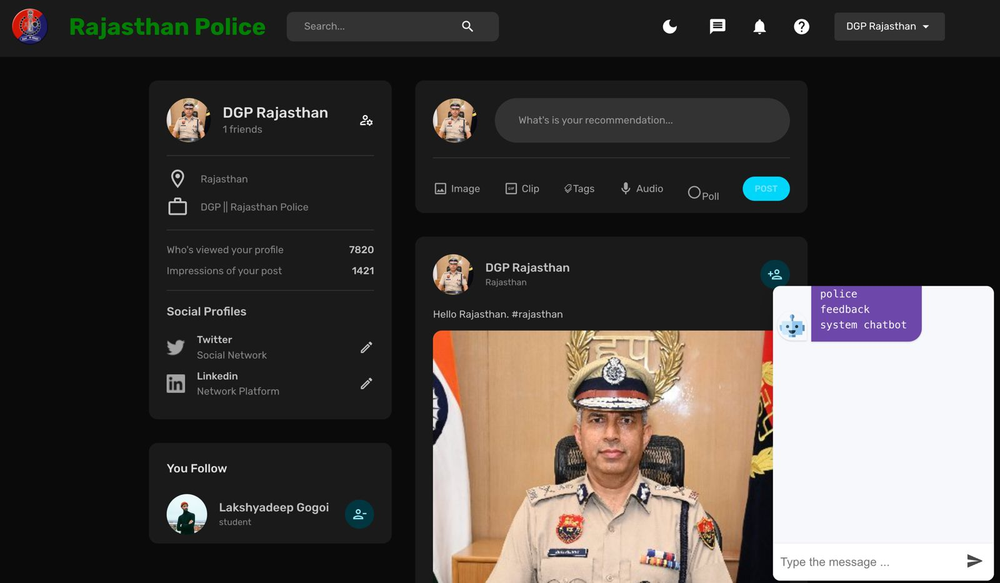 Rajasthan Police
Search...
DGP Rajasthan
DGP Rajasthan
1 friends
Rajasthan
DGP || Rajasthan Police
Who's viewed your profile 7820
Impressions of your post 1421
Social Profiles
Twitter
Social Network
Linkedin
Network Platform
You Follow
Lakshyadeep Gogoi
student
What's is your recommendation...
Image GIF Clip Tags Audio Poll POST
DGP Rajasthan
Rajasthan
Hello Rajasthan. #rajasthan
police
feedback
system chatbot
Type the message ...